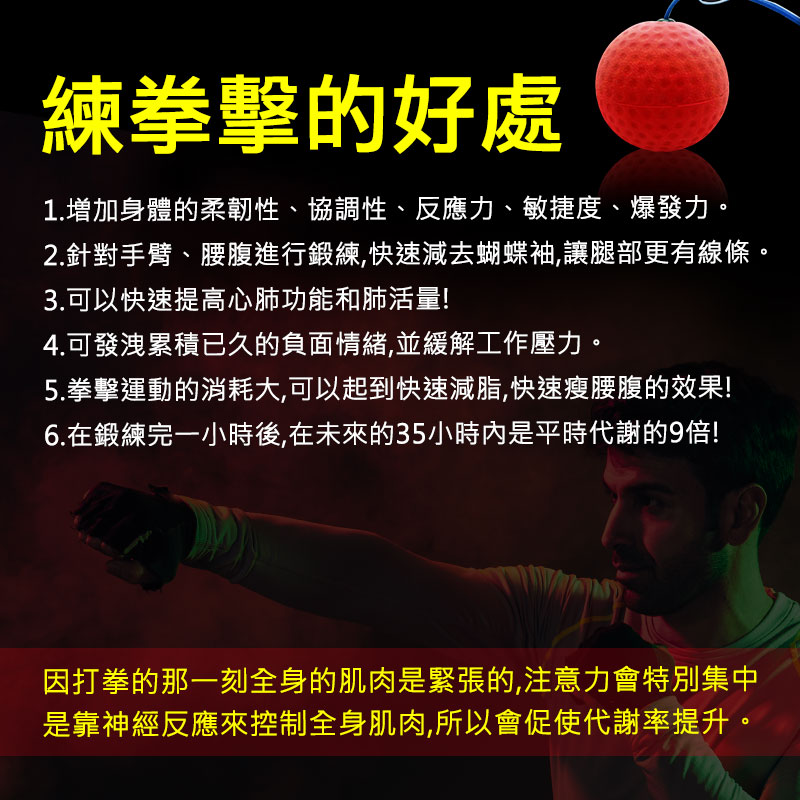 練拳擊的好處
1.增加身體的柔韌性、協調性、反應力、敏捷度、爆發力。
2.針對手臂、腰腹進行鍛練,快速減去蝴蝶袖,讓腿部更有線條。
3.可以快速提高心肺功能和肺活量!
4.可發洩累積已久的負面情緒,並緩解工作壓力。
5.拳擊運動的消耗大,可以起到快速減脂,快速瘦腰腹的效果!
6.在鍛練完一小時後,在未來的35小時內是平時代謝的9倍!
因打拳的那一刻全身的肌肉是緊張的,注意力會特別集中
是靠神經反應來控制全身肌肉,所以會促使代謝率提升。